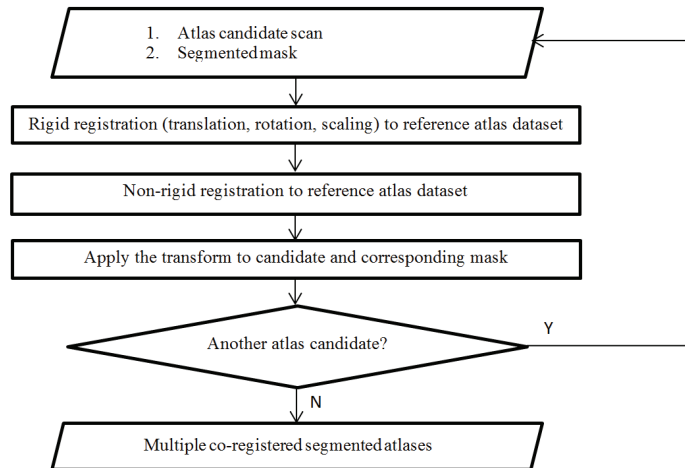 1. Atlas candidate scan
2. Segmented mask
Rigid registration (translation, rotation, scaling) to reference atlas dataset
Non-rigid registration to reference atlas dataset
Apply the transform to candidate and corresponding mask
Another atlas candidate?
Y
N
Multiple co-registered segmented atlases